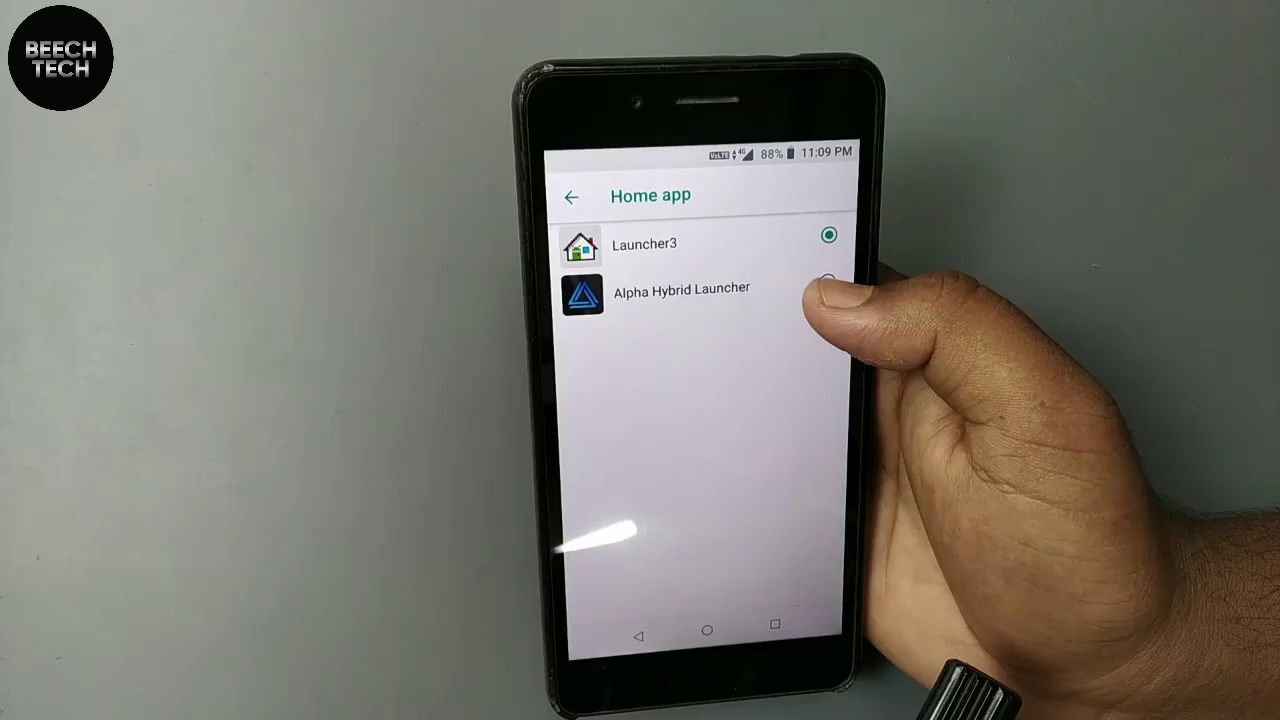 BEECH
TECH
VoLTE 4G 88% 11:09 PM
Home app
Launcher3
Alpha Hybrid Launcher